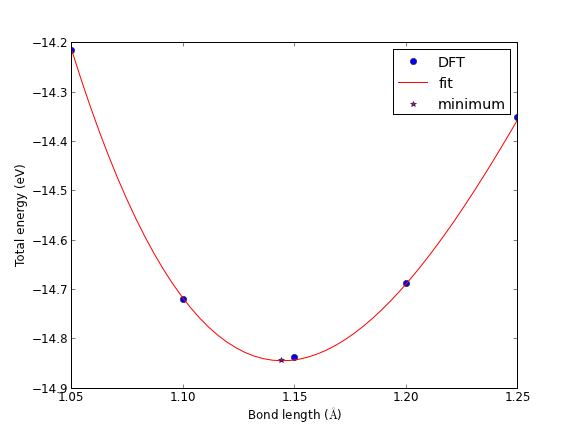 −14.2
−14.3
−14.4
−14.5
−14.6
−14.7
−14.8
−14.9
Total energy (eV)
DFT
fit
minimum
1.05 1.10 1.15 1.20 1.25
Bond length (Å)